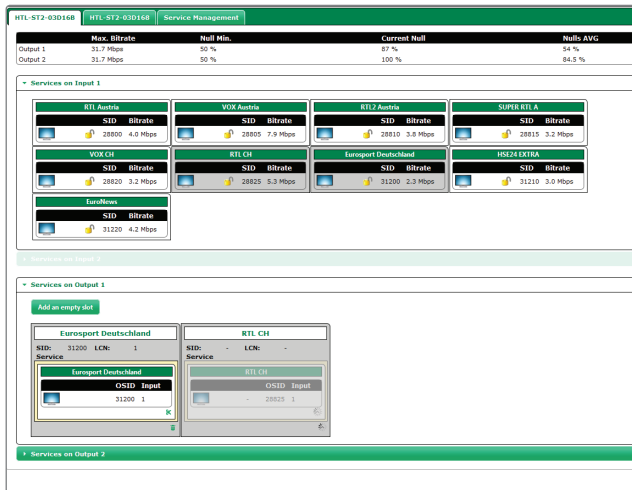 HTL-ST2-03D16B HTL-ST2-03D168 Service Management
Max. Bitrate Null Min. Current Null Nulls AVG
Output 1 31.7 Mbps 50 % 87 % 54 %
Output 2 31.7 Mbps 50 % 100 % 84.5 %
Services on Input 1
RTL Austria VOX Austria RTL2 Austria SUPER RTL A
SID Bitrate SID Bitrate SID Bitrate SID Bitrate
28800 4.0 Mbps 28805 7.9 Mbps 28810 3.8 Mbps 28815 3.2 Mbps
VOX CH RTL CH Eurosport Deutschland HSE24 EXTRA
SID Bitrate SID Bitrate SID Bitrate SID Bitrate
28820 3.2 Mbps 28825 5.3 Mbps 31200 2.3 Mbps 31210 3.0 Mbps
EuroNews
SID Bitrate
31220 4.2 Mbps
Services on Input 2
Services on Output 1
Add an empty slot
Eurosport Deutschland RTL CH
SID: 31200 LCN: 1 SID: - LCN: -
Service Service
Eurosport Deutschland RTL CH
OSID Input OSID Input
31200 1 - 28825 1
Services on Output 2